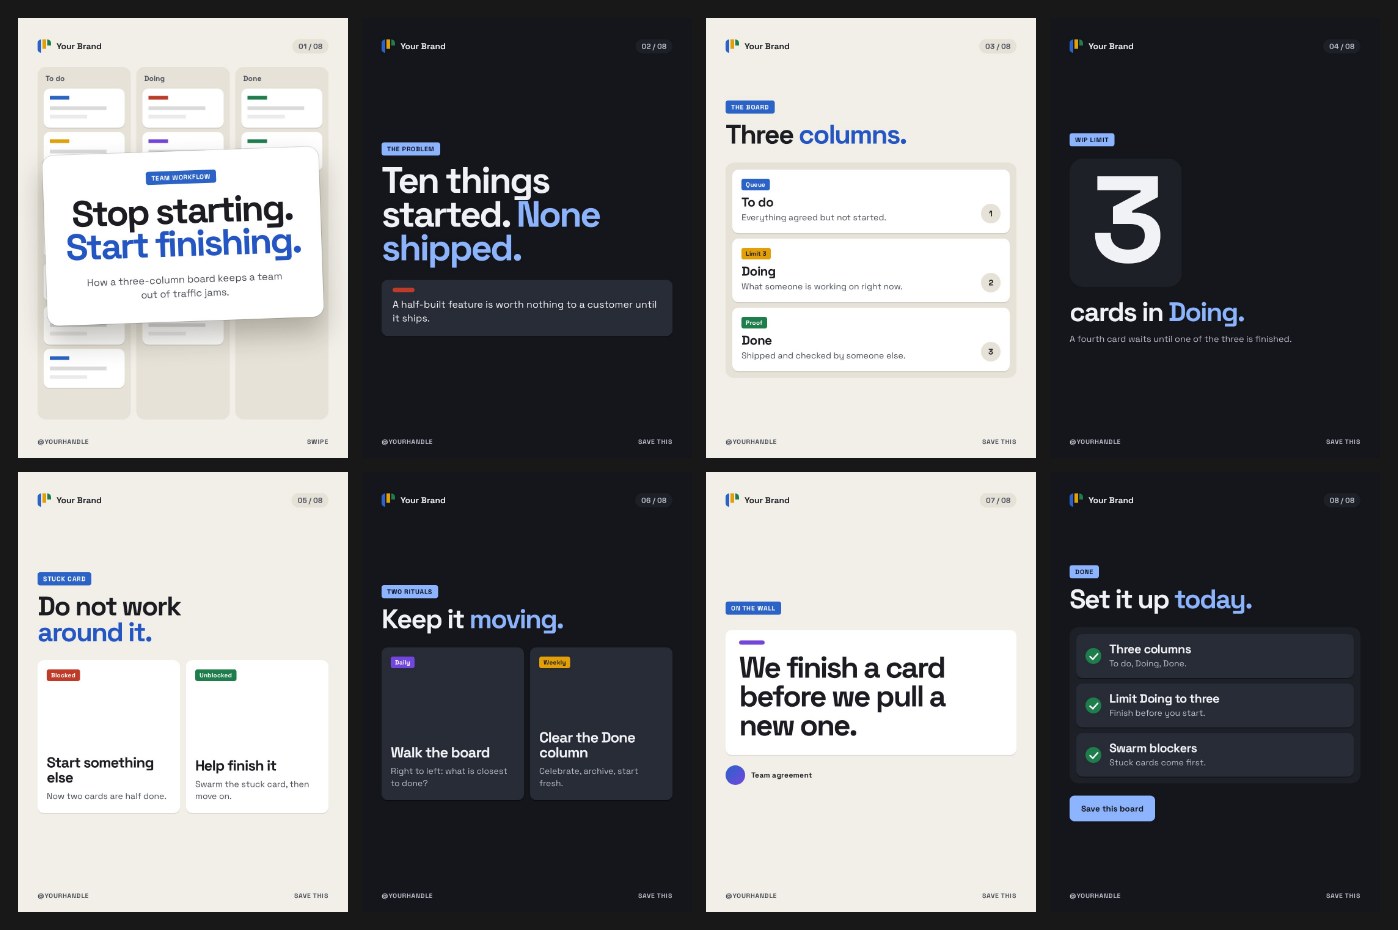 Your Brand
01 / 08
To do
Doing
Done
TEAM WORKFLOW
Stop starting.
Start finishing.
How a three-column board keeps a team
out of traffic jams.
@YOURHANDLE
SWIPE
Your Brand
02 / 08
THE PROBLEM
Ten things
started. None
shipped.
A half-built feature is worth nothing to a customer until
it ships.
@YOURHANDLE
SAVE THIS
Your Brand
03 / 08
THE BOARD
Three columns.
Queue
To do
Everything agreed but not started.
1
Limit 3
Doing
What someone is working on right now.
2
Proof
Done
Shipped and checked by someone else.
3
@YOURHANDLE
SAVE THIS
Your Brand
04 / 08
WIP LIMIT
3
cards in Doing.
A fourth card waits until one of the three is finished.
@YOURHANDLE
SAVE THIS
Your Brand
05 / 08
STUCK CARD
Do not work
around it.
Blocked
Start something
else
Now two cards are half done.
Unblocked
Help finish it
Swarm the stuck card, then
move on.
@YOURHANDLE
SAVE THIS
Your Brand
06 / 08
TWO RITUALS
Keep it moving.
Daily
Walk the board
Right to left: what is closest
to done?
Weekly
Clear the Done
column
Celebrate, archive, start
fresh.
@YOURHANDLE
SAVE THIS
Your Brand
07 / 08
ON THE WALL
We finish a card
before we pull a
new one.
Team agreement
@YOURHANDLE
SAVE THIS
Your Brand
08 / 08
DONE
Set it up today.
Three columns
To do, Doing, Done.
Limit Doing to three
Finish before you start.
Swarm blockers
Stuck cards come first.
Save this board
@YOURHANDLE
SAVE THIS